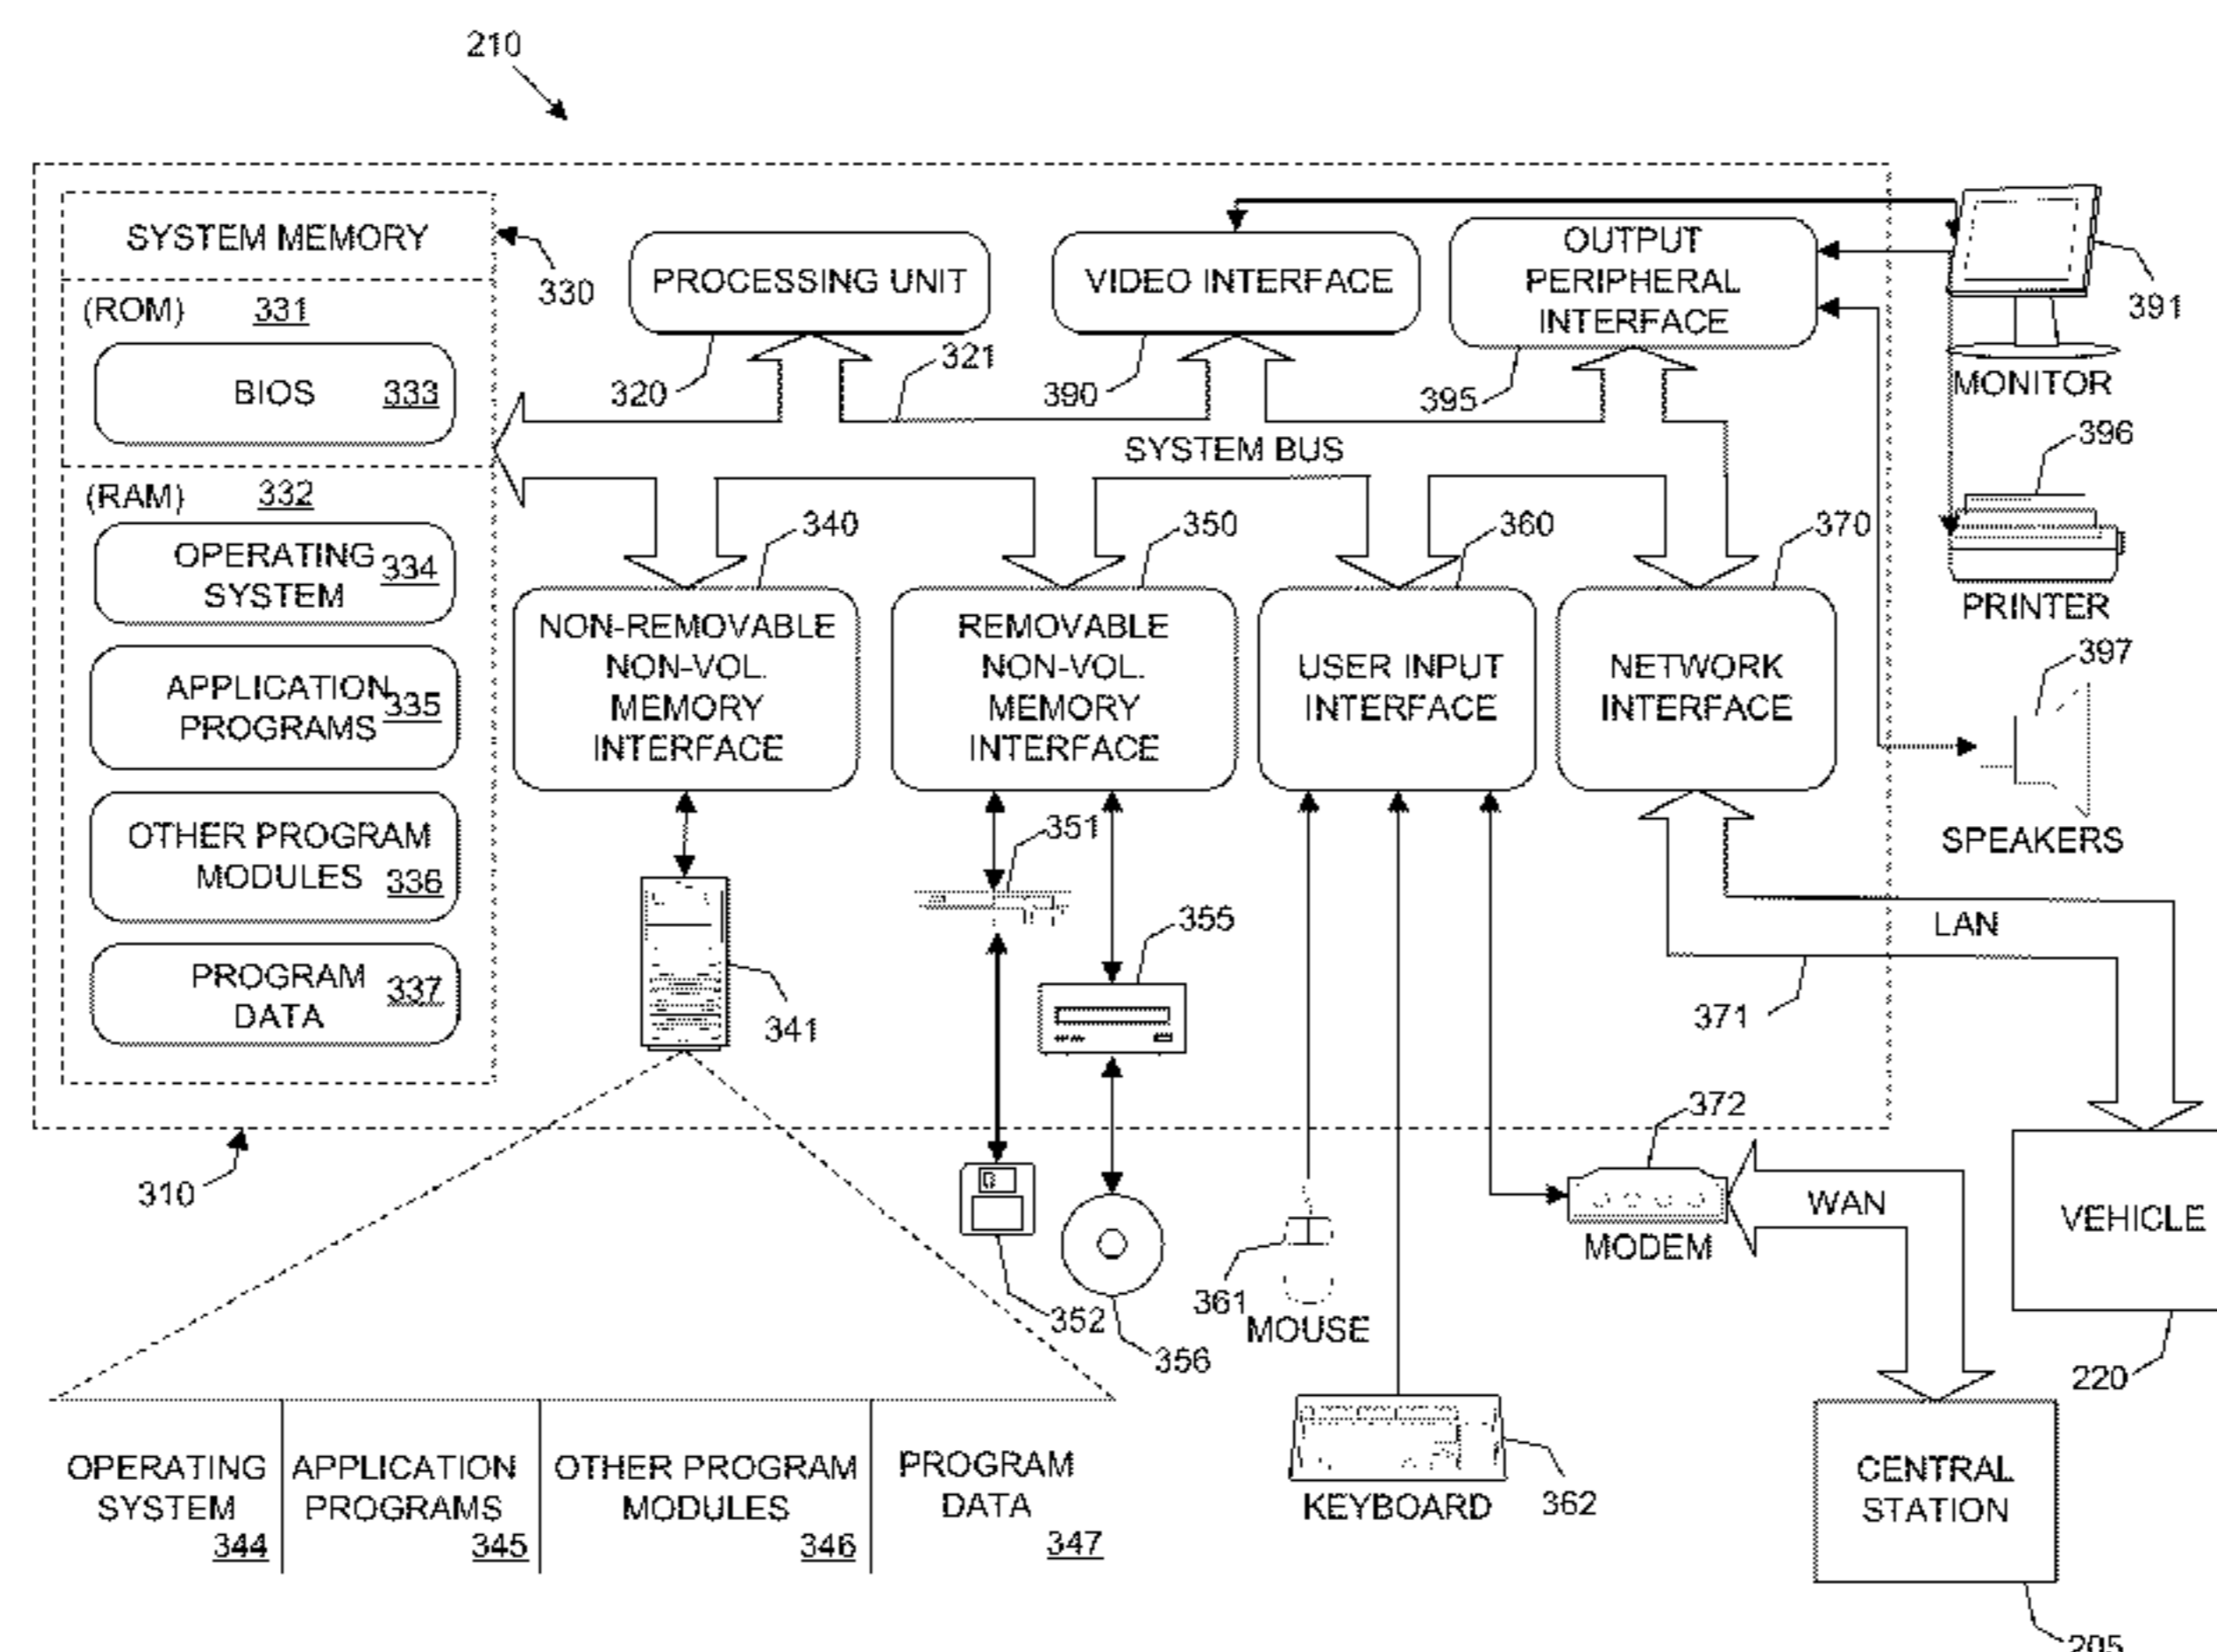 210
SYSTEM MEMORY
330
(ROM) 331
BIOS 333
(RAM) 332
OPERATING
SYSTEM 334
APPLICATION
PROGRAMS 335
OTHER PROGRAM
MODULES 336
PROGRAM
DATA 337
310
PROCESSING UNIT
320
321
VIDEO INTERFACE
390
OUTPUT
PERIPHERAL
INTERFACE
395
SYSTEM BUS
391
MONITOR
396
PRINTER
397
SPEAKERS
340
NON-REMOVABLE
NON-VOL.
MEMORY
INTERFACE
350
REMOVABLE
NON-VOL.
MEMORY
INTERFACE
360
USER INPUT
INTERFACE
370
NETWORK
INTERFACE
341
351
355
352
356
361
MOUSE
KEYBOARD
362
372
MODEM
WAN
LAN
371
VEHICLE
220
CENTRAL
STATION
205
OPERATING
SYSTEM
344
APPLICATION
PROGRAMS
345
OTHER PROGRAM
MODULES
346
PROGRAM
DATA
347